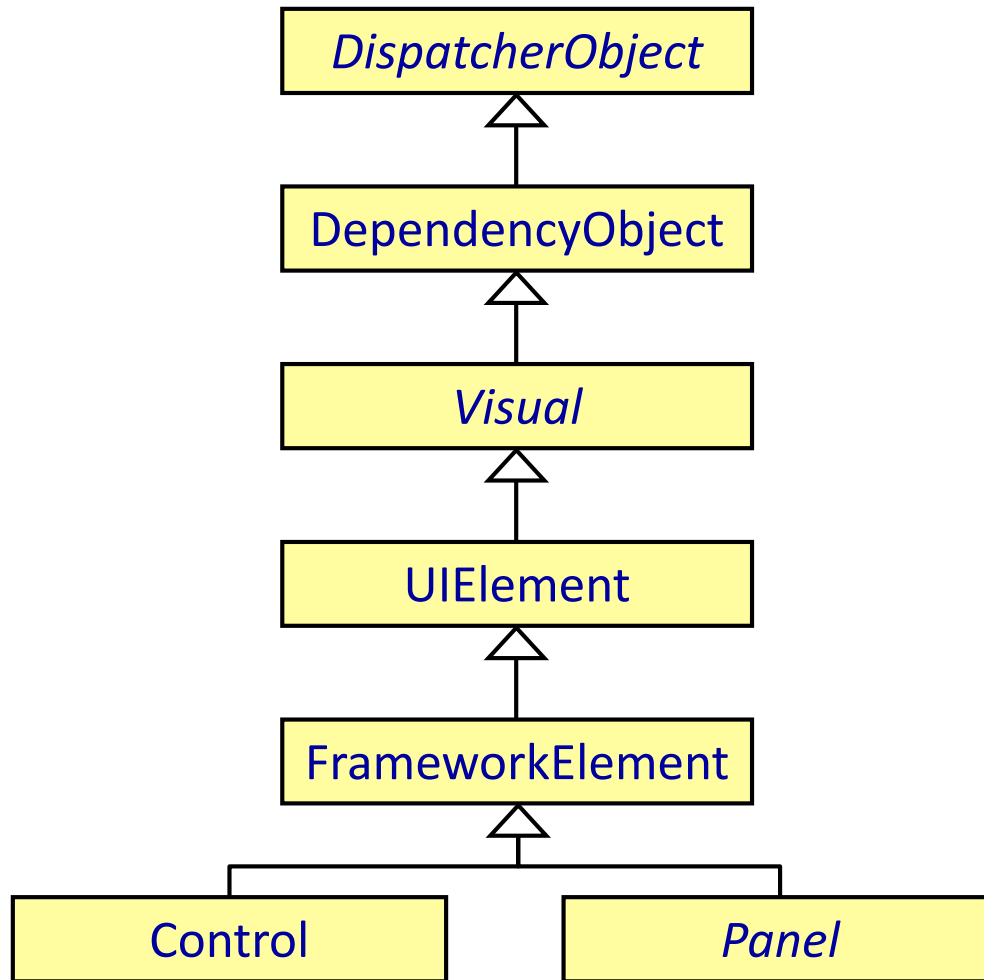 DispatcherObject
DependencyObject
Visual
UIElement
FrameworkElement
Control
Panel